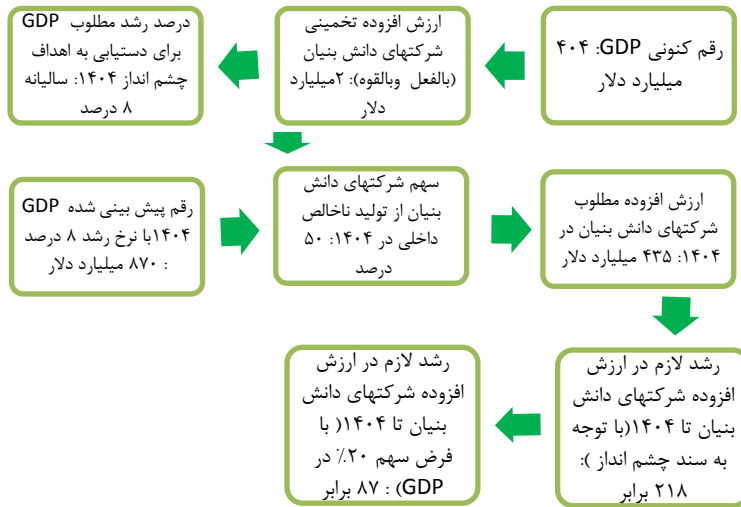 رقم کنونی GDP: ۴۰۴
میلیارد دلار
ارزش افزوده تخمینی
شرکتهای دانش بنیان
(بالفعل وبالقوه): ۲میلیارد
دلار
درصد رشد مطلوب GDP
برای دستیابی به اهداف
چشم انداز ۱۴۰۴: سالیانه
۸ درصد
رقم پیش بینی شده GDP
۱۴۰۴با نرخ رشد ۸ درصد
: ۸۷۰ میلیارد دلار
سهم شرکتهای دانش
بنیان از تولید ناخالص
داخلی در ۱۴۰۴: ۵۰
درصد
ارزش افزوده مطلوب
شرکتهای دانش بنیان در
۱۴۰۴: ۴۳۵ میلیارد دلار
رشد لازم در ارزش
افزوده شرکتهای دانش
بنیان تا ۱۴۰۴(با توجه
به سند چشم انداز ):
۲۱۸ برابر
رشد لازم در ارزش
افزوده شرکتهای دانش
بنیان تا ۱۴۰۴( با
فرض سهم ۲۰٪ در
GDP) : ۸۷ برابر